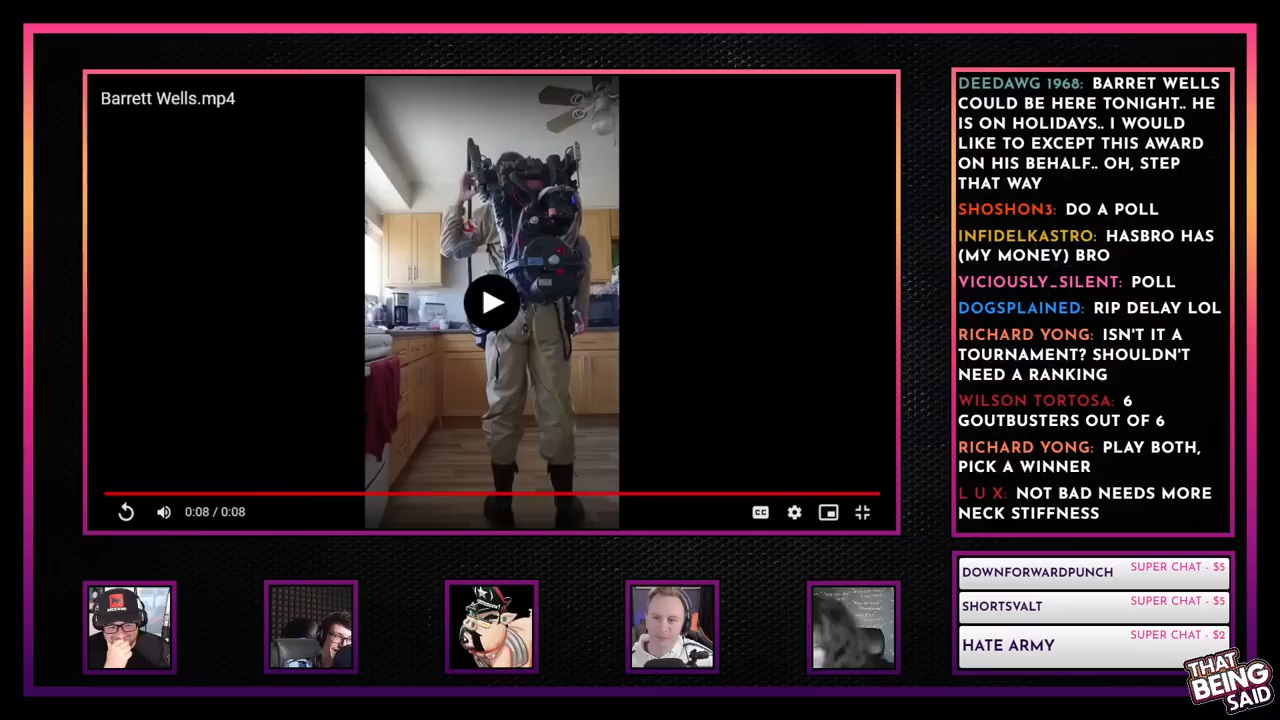 Barrett Wells.mp4
0:08 / 0:08
CC
DEEDAWG 1968: BARRET WELLS
COULD BE HERE TONIGHT.. HE
IS ON HOLIDAYS.. I WOULD
LIKE TO EXCEPT THIS AWARD
ON HIS BEHALF.. OH, STEP
THAT WAY
SHOSHON3: DO A POLL
INFIDELKASTRO: HASBRO HAS
(MY MONEY) BRO
VICIOUSLY_SILENT: POLL
DOGSPLAINED: RIP DELAY LOL
RICHARD YONG: ISN'T IT A
TOURNAMENT? SHOULDN'T
NEED A RANKING
WILSON TORTOSA: 6
GOUTBUSTERS OUT OF 6
RICHARD YONG: PLAY BOTH,
PICK A WINNER
L U X: NOT BAD NEEDS MORE
NECK STIFFNESS
DOWNFORWARDPUNCH SUPER CHAT - $5
SHORTSVALT SUPER CHAT - $5
HATE ARMY SUPER CHAT - $2
THAT
BEING
SAID